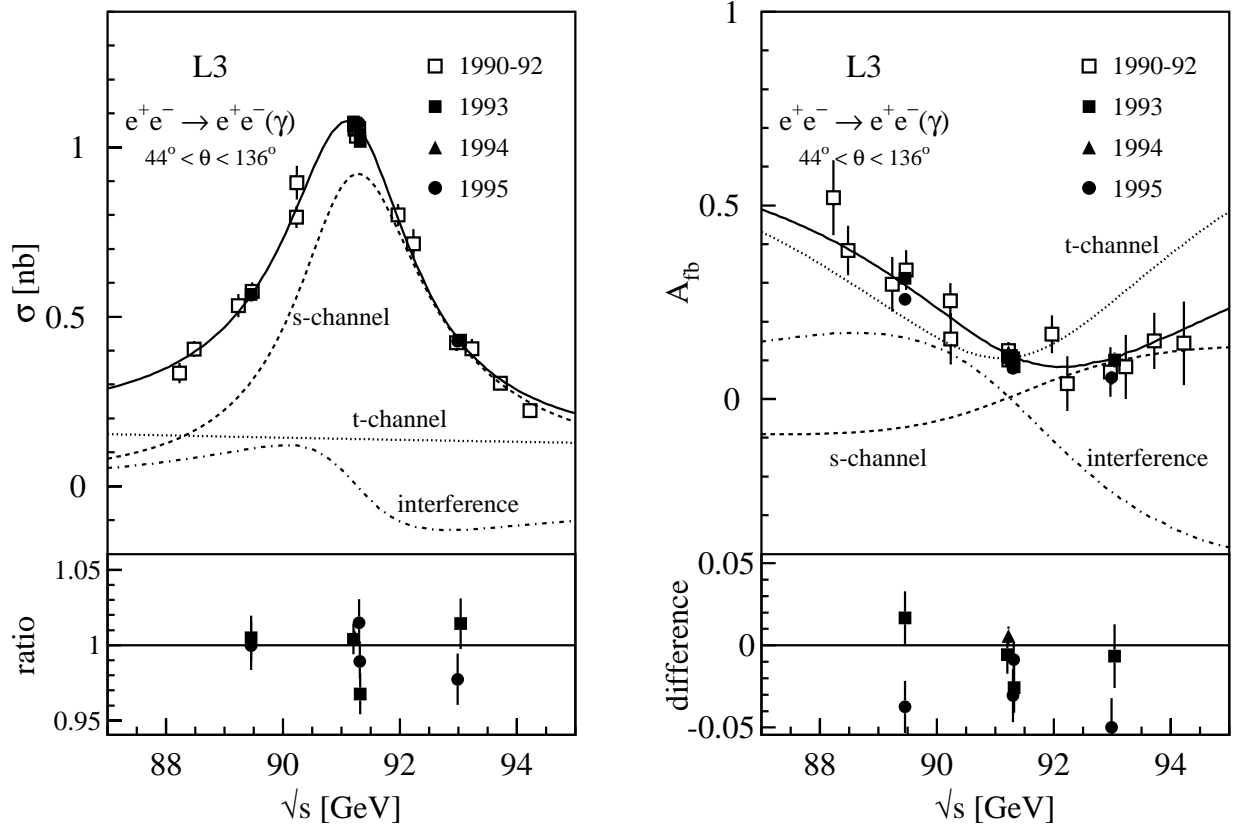 L3
e⁺e⁻ → e⁺e⁻(γ)
44° < θ < 136°
1990-92
1993
1994
1995
σ [nb]
1
0.5
0
s-channel
t-channel
interference
ratio
1.05
1
0.95
88 90 92 94
√s [GeV]
L3
e⁺e⁻ → e⁺e⁻(γ)
44° < θ < 136°
1990-92
1993
1994
1995
A_fb
1
0.5
0
t-channel
s-channel
interference
difference
0.05
0
-0.05
88 90 92 94
√s [GeV]